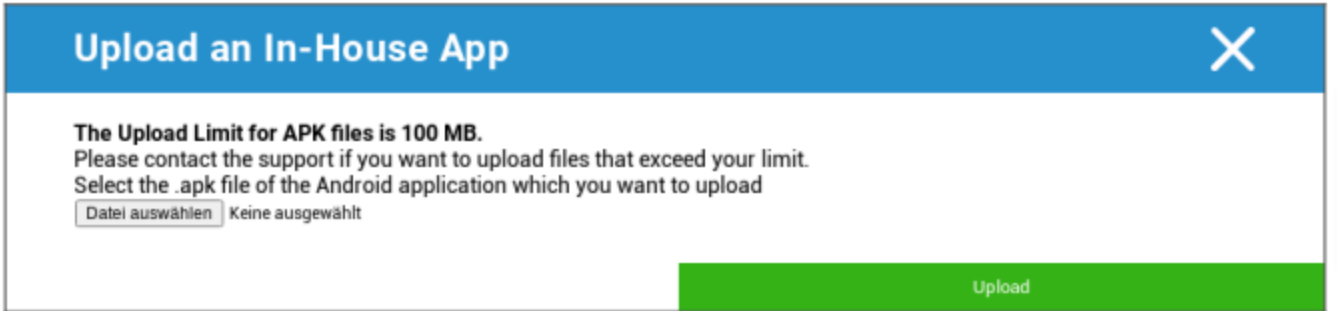 Upload an In-House App
The Upload Limit for APK files is 100 MB.
Please contact the support if you want to upload files that exceed your limit.
Select the .apk file of the Android application which you want to upload
Datei auswählen Keine ausgewählt
Upload